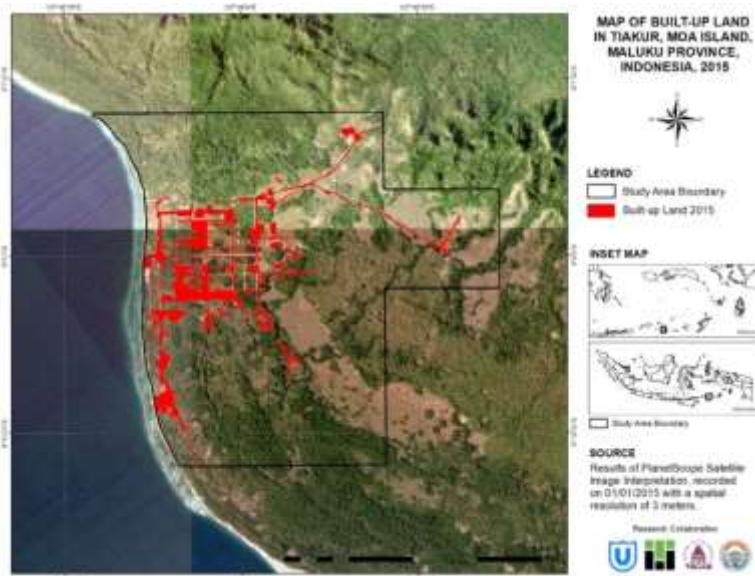 MAP OF BUILT-UP LAND
IN TIAKUR, MOA ISLAND,
MALUKU PROVINCE,
INDONESIA, 2015
LEGEND
Study Area Boundary
Built-up Land 2015
INSET MAP
Study Area Boundary
SOURCE
Results of PlanetScope Satellite
Image Interpretation, recorded
on 01/01/2015 with a spatial
resolution of 3 meters.
Research Collaboration